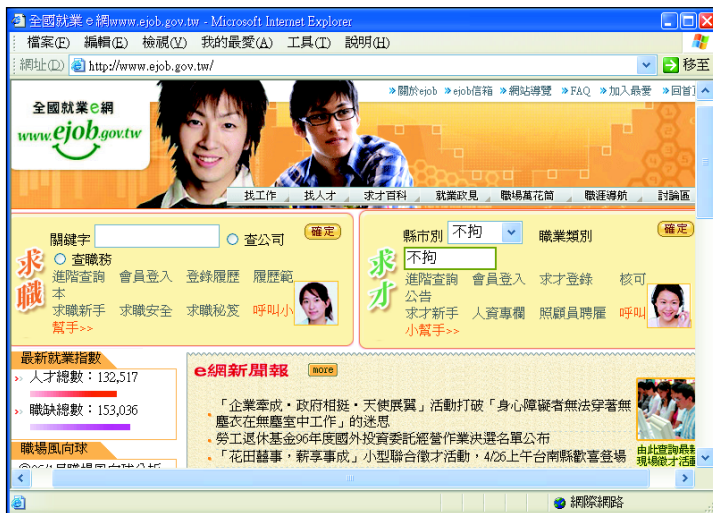 全國就業e網www.ejob.gov.tw - Microsoft Internet Explorer
檔案(F) 編輯(E) 檢視(V) 我的最愛(A) 工具(T) 說明(H)
網址(D) http://www.ejob.gov.tw/ 移至
»關於ejob »ejob信箱 »網站導覽 »FAQ »加入最愛 »回首
全國就業e網
www.ejob.gov.tw
找工作 找人才 求才百科 就業政見 職場萬花筒 職涯導航 討論區
求職
關鍵字 查公司 確定
查職務
進階查詢 會員登入 登錄履歷 履歷範
本
求職新手 求職安全 求職秘笈 呼叫小
幫手>>
求才
縣市別 不拘 職業類別 確定
不拘
進階查詢 會員登入 求才登錄 核可
公告
求才新手 人資專欄 照顧員聘雇 呼叫
小幫手>>
最新就業指數
人才總數：132,517
職缺總數：153,036
職場風向球
e網新聞報 more
「企業牽成・政府相挺・天使展翼」活動打破「身心障礙者無法穿著無
塵衣在無塵室中工作」的迷思
勞工退休基金96年度國外投資委託經營作業決選名單公布
「花田囍事，薪享事成」小型聯合徵才活動，4/26上午台南縣歡喜登場
由此查詢最新
現場徵才活動
網際網路